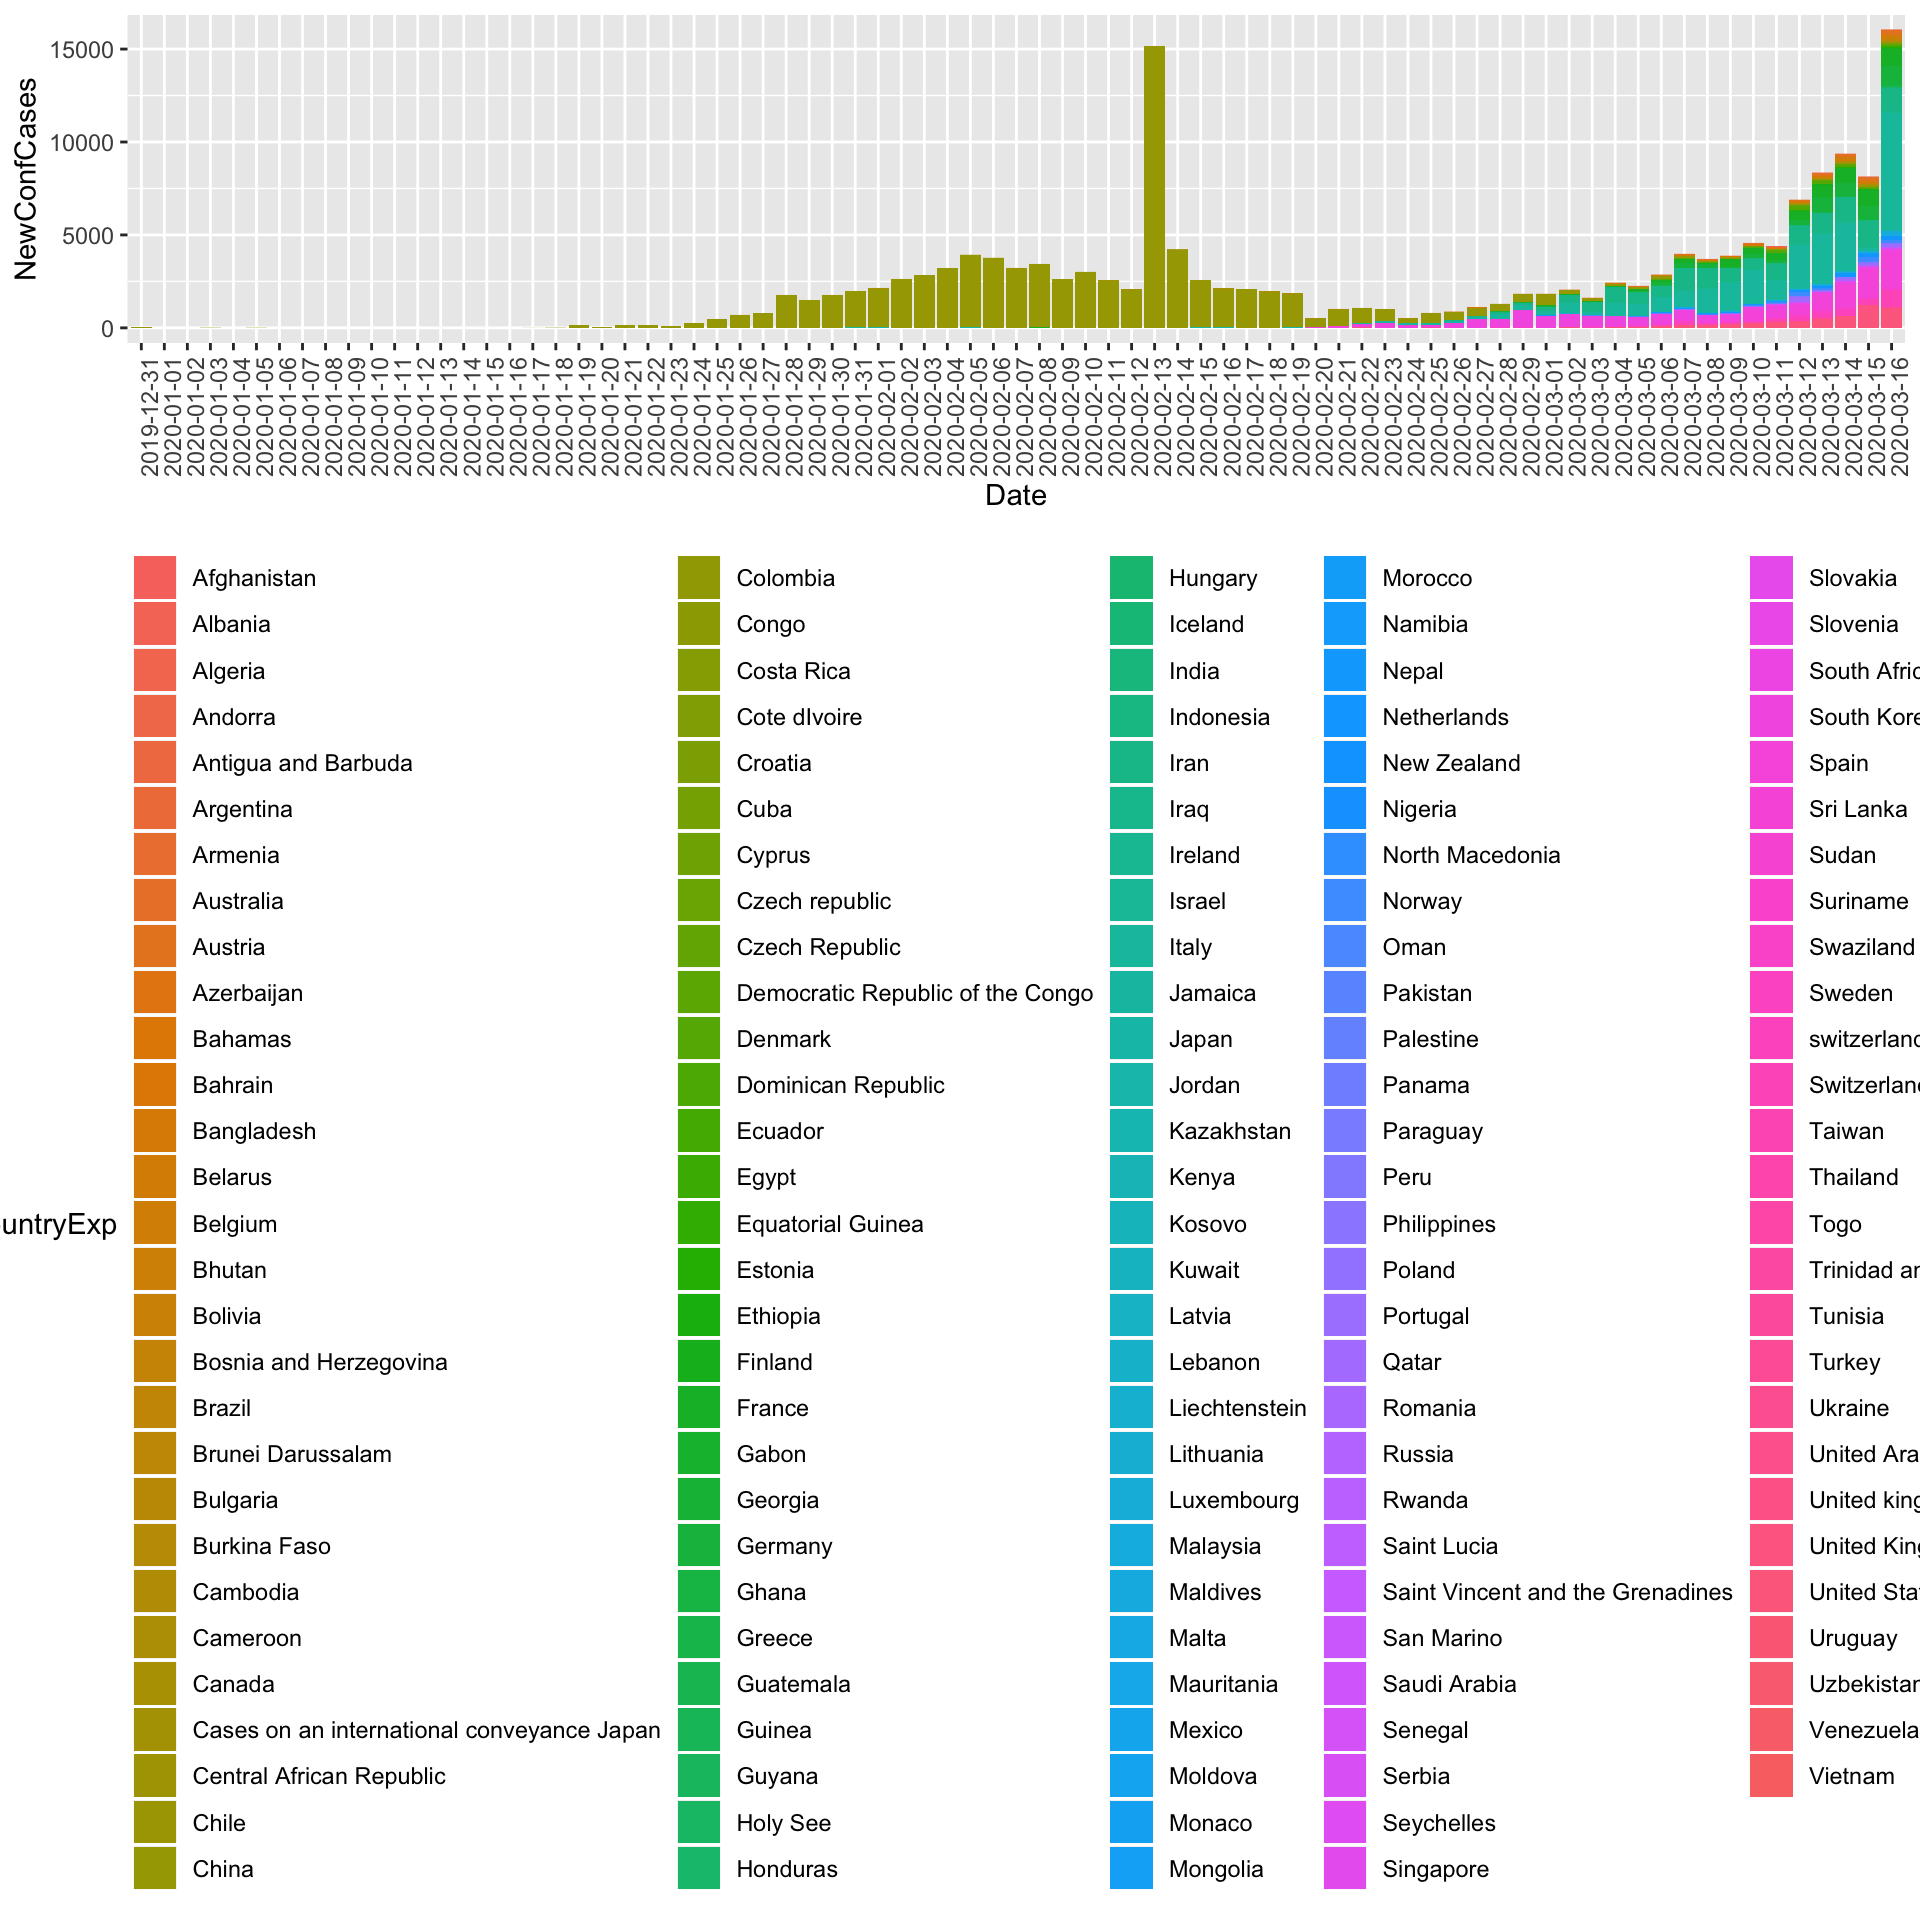 NewConfCases
15000
10000
5000
0
2019-12-31
2020-01-01
2020-01-02
2020-01-03
2020-01-04
2020-01-05
2020-01-06
2020-01-07
2020-01-08
2020-01-09
2020-01-10
2020-01-11
2020-01-12
2020-01-13
2020-01-14
2020-01-15
2020-01-16
2020-01-17
2020-01-18
2020-01-19
2020-01-20
2020-01-21
2020-01-22
2020-01-23
2020-01-24
2020-01-25
2020-01-26
2020-01-27
2020-01-28
2020-01-29
2020-01-30
2020-01-31
2020-02-01
2020-02-02
2020-02-03
2020-02-04
2020-02-05
2020-02-06
2020-02-07
2020-02-08
2020-02-09
2020-02-10
2020-02-11
2020-02-12
2020-02-13
2020-02-14
2020-02-15
2020-02-16
2020-02-17
2020-02-18
2020-02-19
2020-02-20
2020-02-21
2020-02-22
2020-02-23
2020-02-24
2020-02-25
2020-02-26
2020-02-27
2020-02-28
2020-02-29
2020-03-01
2020-03-02
2020-03-03
2020-03-04
2020-03-05
2020-03-06
2020-03-07
2020-03-08
2020-03-09
2020-03-10
2020-03-11
2020-03-12
2020-03-13
2020-03-14
2020-03-15
2020-03-16
Date
untryExp
Afghanistan
Albania
Algeria
Andorra
Antigua and Barbuda
Argentina
Armenia
Australia
Austria
Azerbaijan
Bahamas
Bahrain
Bangladesh
Belarus
Belgium
Bhutan
Bolivia
Bosnia and Herzegovina
Brazil
Brunei Darussalam
Bulgaria
Burkina Faso
Cambodia
Cameroon
Canada
Cases on an international conveyance Japan
Central African Republic
Chile
China
Colombia
Congo
Costa Rica
Cote dIvoire
Croatia
Cuba
Cyprus
Czech republic
Czech Republic
Democratic Republic of the Congo
Denmark
Dominican Republic
Ecuador
Egypt
Equatorial Guinea
Estonia
Ethiopia
Finland
France
Gabon
Georgia
Germany
Ghana
Greece
Guatemala
Guinea
Guyana
Holy See
Honduras
Hungary
Iceland
India
Indonesia
Iran
Iraq
Ireland
Israel
Italy
Jamaica
Japan
Jordan
Kazakhstan
Kenya
Kosovo
Kuwait
Latvia
Lebanon
Liechtenstein
Lithuania
Luxembourg
Malaysia
Maldives
Malta
Mauritania
Mexico
Moldova
Monaco
Mongolia
Morocco
Namibia
Nepal
Netherlands
New Zealand
Nigeria
North Macedonia
Norway
Oman
Pakistan
Palestine
Panama
Paraguay
Peru
Philippines
Poland
Portugal
Qatar
Romania
Russia
Rwanda
Saint Lucia
Saint Vincent and the Grenadines
San Marino
Saudi Arabia
Senegal
Serbia
Seychelles
Singapore
Slovakia
Slovenia
South Afric
South Kore
Spain
Sri Lanka
Sudan
Suriname
Swaziland
Sweden
switzerland
Switzerland
Taiwan
Thailand
Togo
Trinidad an
Tunisia
Turkey
Ukraine
United Ara
United king
United King
United Sta
Uruguay
Uzbekistan
Venezuela
Vietnam